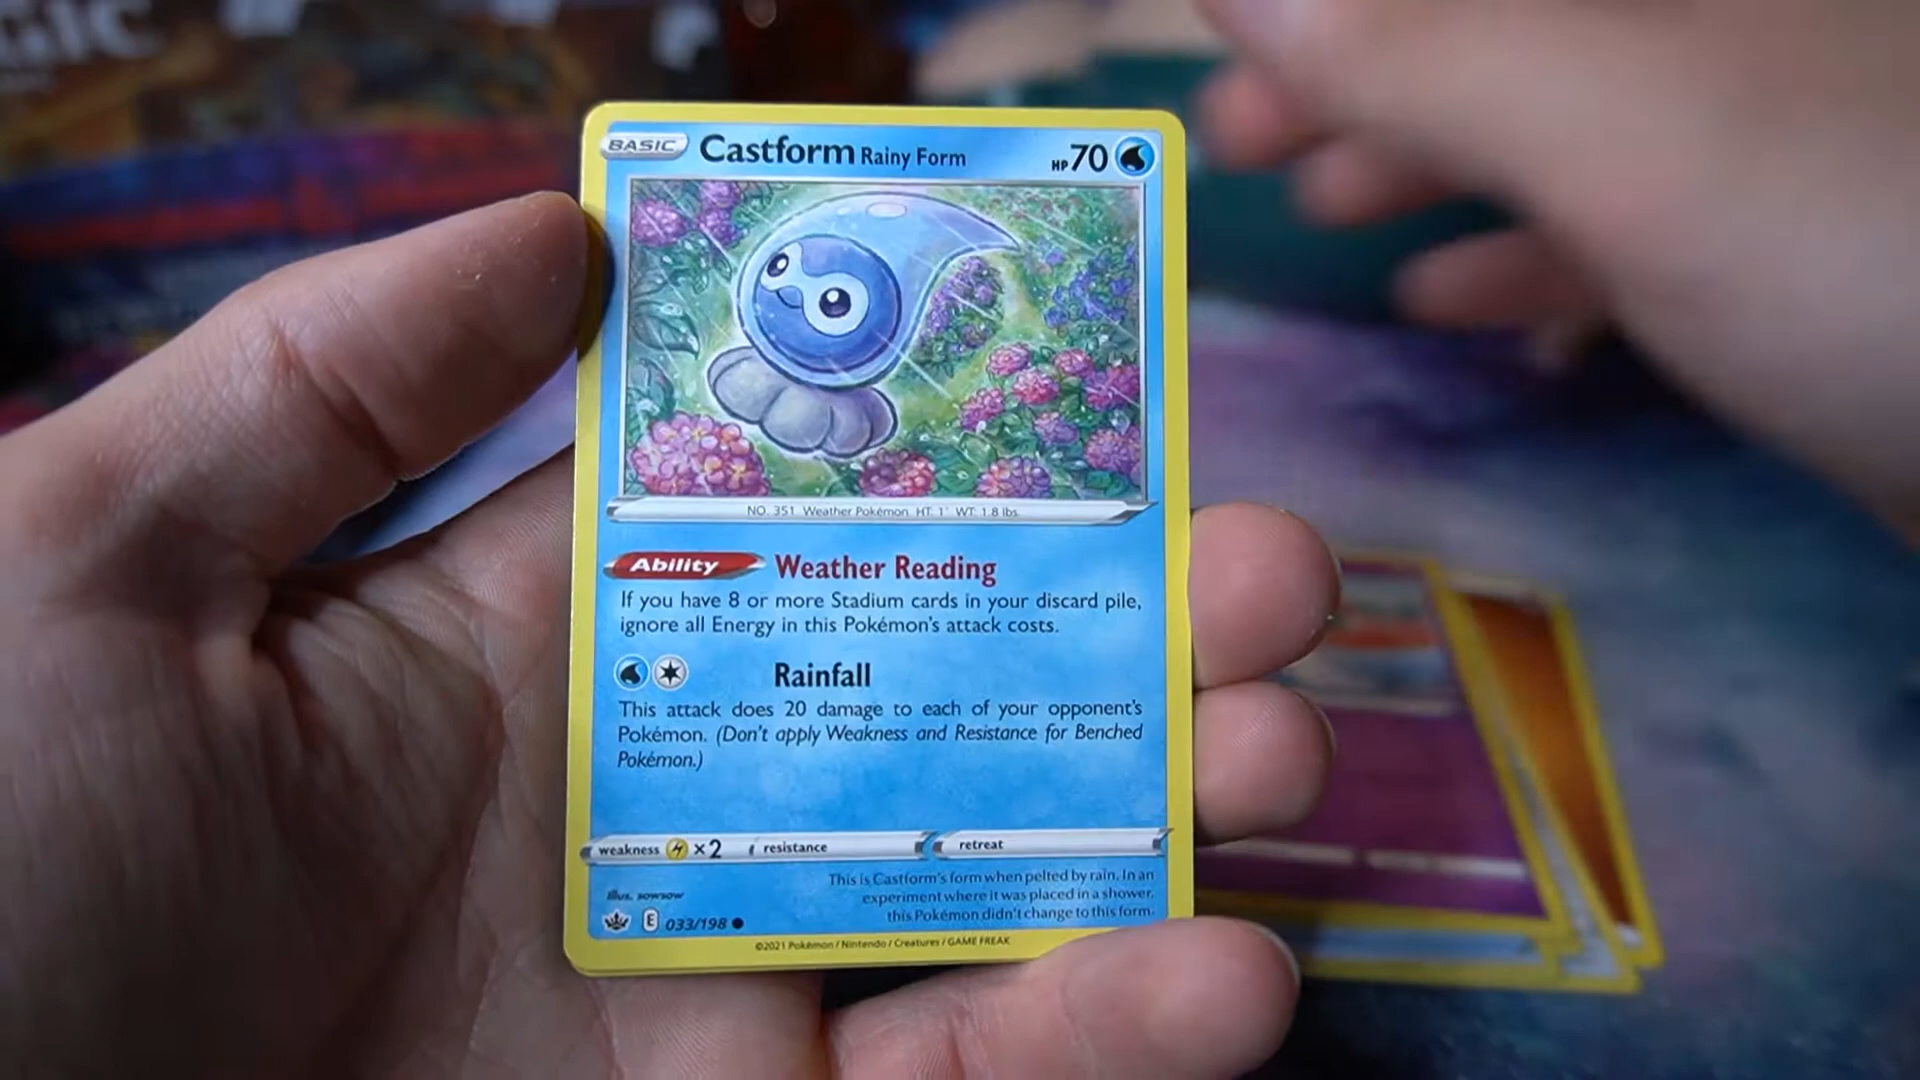 GIC
BASIC Castform Rainy Form HP 70
NO. 351 Weather Pokémon HT: 1' WT: 1.8 lbs.
Ability Weather Reading
If you have 8 or more Stadium cards in your discard pile,
ignore all Energy in this Pokémon's attack costs.
Rainfall
This attack does 20 damage to each of your opponent's
Pokémon. (Don't apply Weakness and Resistance for Benched
Pokémon.)
weakness ×2 resistance retreat
This is Castform's form when pelted by rain. In an
experiment where it was placed in a shower,
this Pokémon didn't change to this form.
Illus. sowsow
E 033/198
©2021 Pokémon / Nintendo / Creatures / GAME FREAK